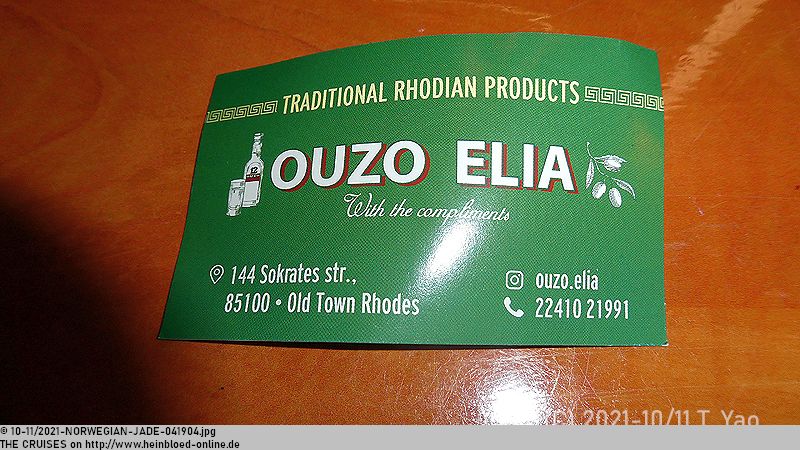 TRADITIONAL RHODIAN PRODUCTS
OUZO ELIA
With the compliments
144 Sokrates str.,
85100 • Old Town Rhodes
ouzo.elia
22410 21991
(C) 2021-10/11 T. Yao
© 10-11/2021-NORWEGIAN-JADE-041904.jpg
THE CRUISES on http://www.heinbloed-online.de